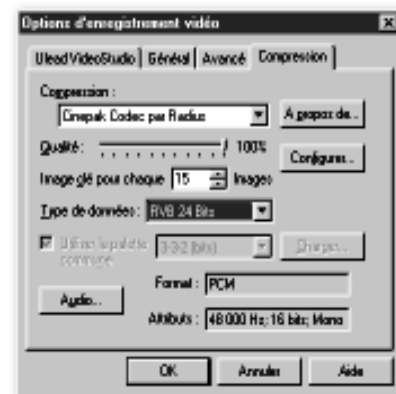 Options d'enregistrement vidéo
Ulead VideoStudio Général Avancé Compression
Compression :
Cinepak Codec par Radius A propos de...
Qualité : 100% Configurer...
Image clé pour chaque 15 Images
Type de données : RVB 24 Bits
Utiliser la palette commune 3-3-2 (bits) Charger...
Format : PCM
Audio...
Attributs : 48 000 Hz; 16 bits; Mono
OK Annuler Aide